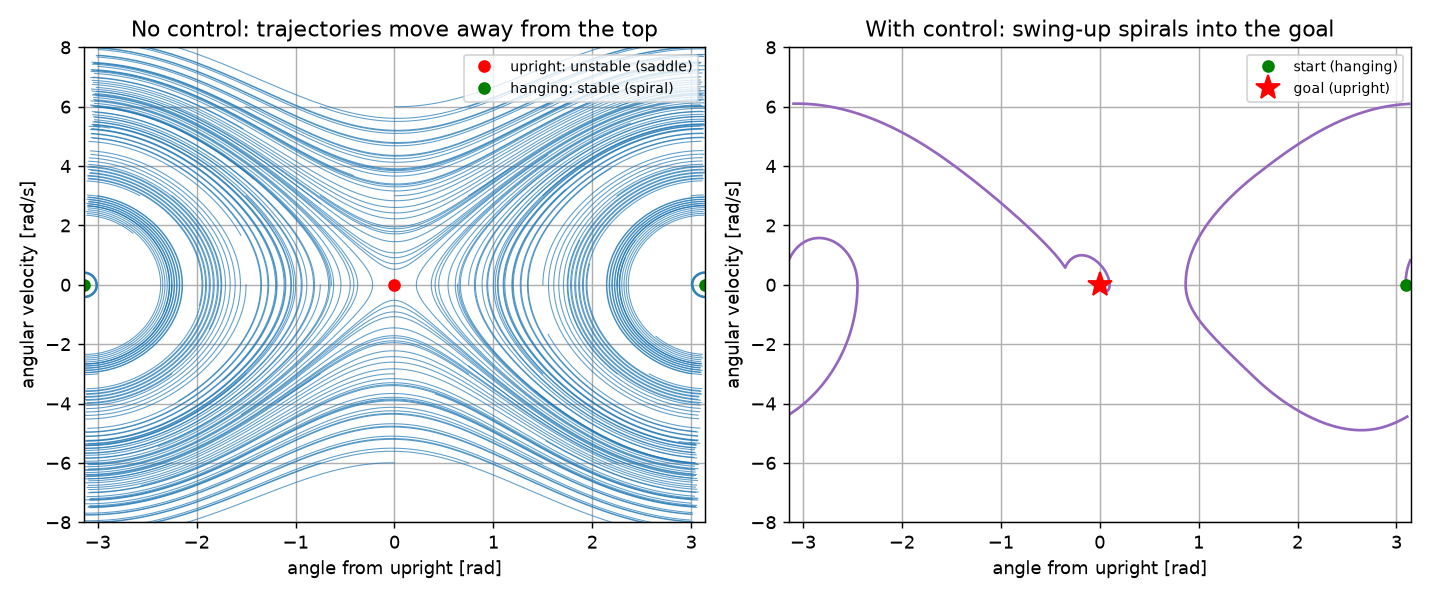 No control: trajectories move away from the top
8
6
4
2
0
−2
−4
−6
−8
angular velocity [rad/s]
upright: unstable (saddle)
hanging: stable (spiral)
−3 −2 −1 0 1 2 3
angle from upright [rad]
With control: swing-up spirals into the goal
8
6
4
2
0
−2
−4
−6
−8
angular velocity [rad/s]
start (hanging)
goal (upright)
−3 −2 −1 0 1 2 3
angle from upright [rad]